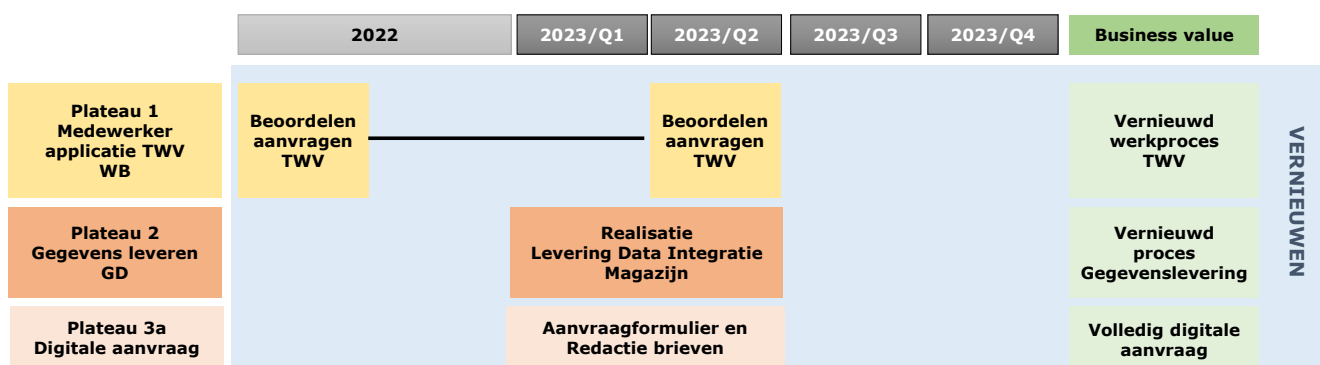 2022
2023/Q1
2023/Q2
2023/Q3
2023/Q4
Business value
Plateau 1
Medewerker
applicatie TWV
WB
Beoordelen
aanvragen
TWV
Beoordelen
aanvragen
TWV
Vernieuwd
werkproces
TWV
VERNIEUWEN
Plateau 2
Gegevens leveren
GD
Realisatie
Levering Data Integratie
Magazijn
Vernieuwd
proces
Gegevenslevering
Plateau 3a
Digitale aanvraag
Aanvraagformulier en
Redactie brieven
Volledig digitale
aanvraag